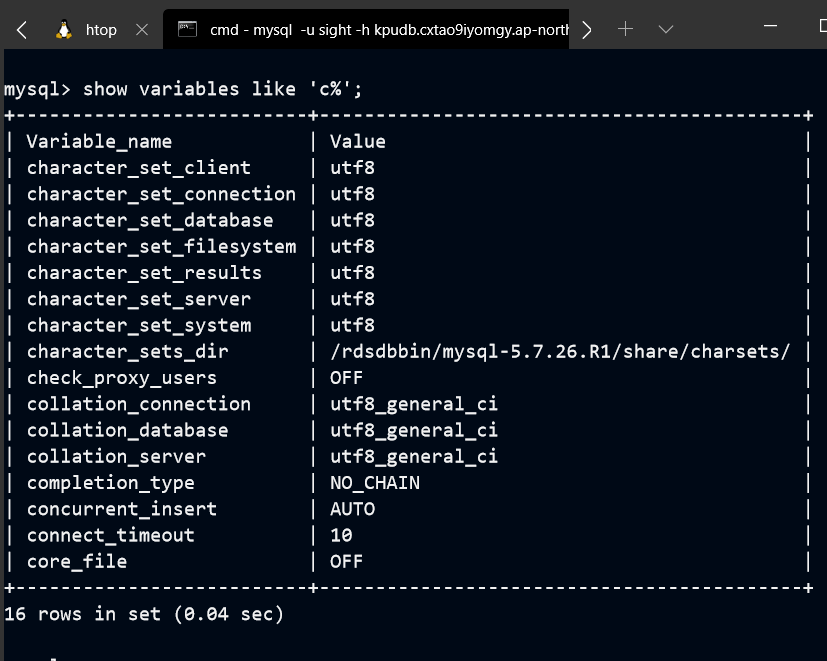 htop cmd - mysql -u sight -h kpudb.cxtao9iyomgy.ap-north
mysql> show variables like 'c%';
+--------------------------+------------------------------------------+
| Variable_name | Value |
| character_set_client | utf8 |
| character_set_connection | utf8 |
| character_set_database | utf8 |
| character_set_filesystem | utf8 |
| character_set_results | utf8 |
| character_set_server | utf8 |
| character_set_system | utf8 |
| character_sets_dir | /rdsdbbin/mysql-5.7.26.R1/share/charsets/ |
| check_proxy_users | OFF |
| collation_connection | utf8_general_ci |
| collation_database | utf8_general_ci |
| collation_server | utf8_general_ci |
| completion_type | NO_CHAIN |
| concurrent_insert | AUTO |
| connect_timeout | 10 |
| core_file | OFF |
+--------------------------+------------------------------------------+
16 rows in set (0.04 sec)